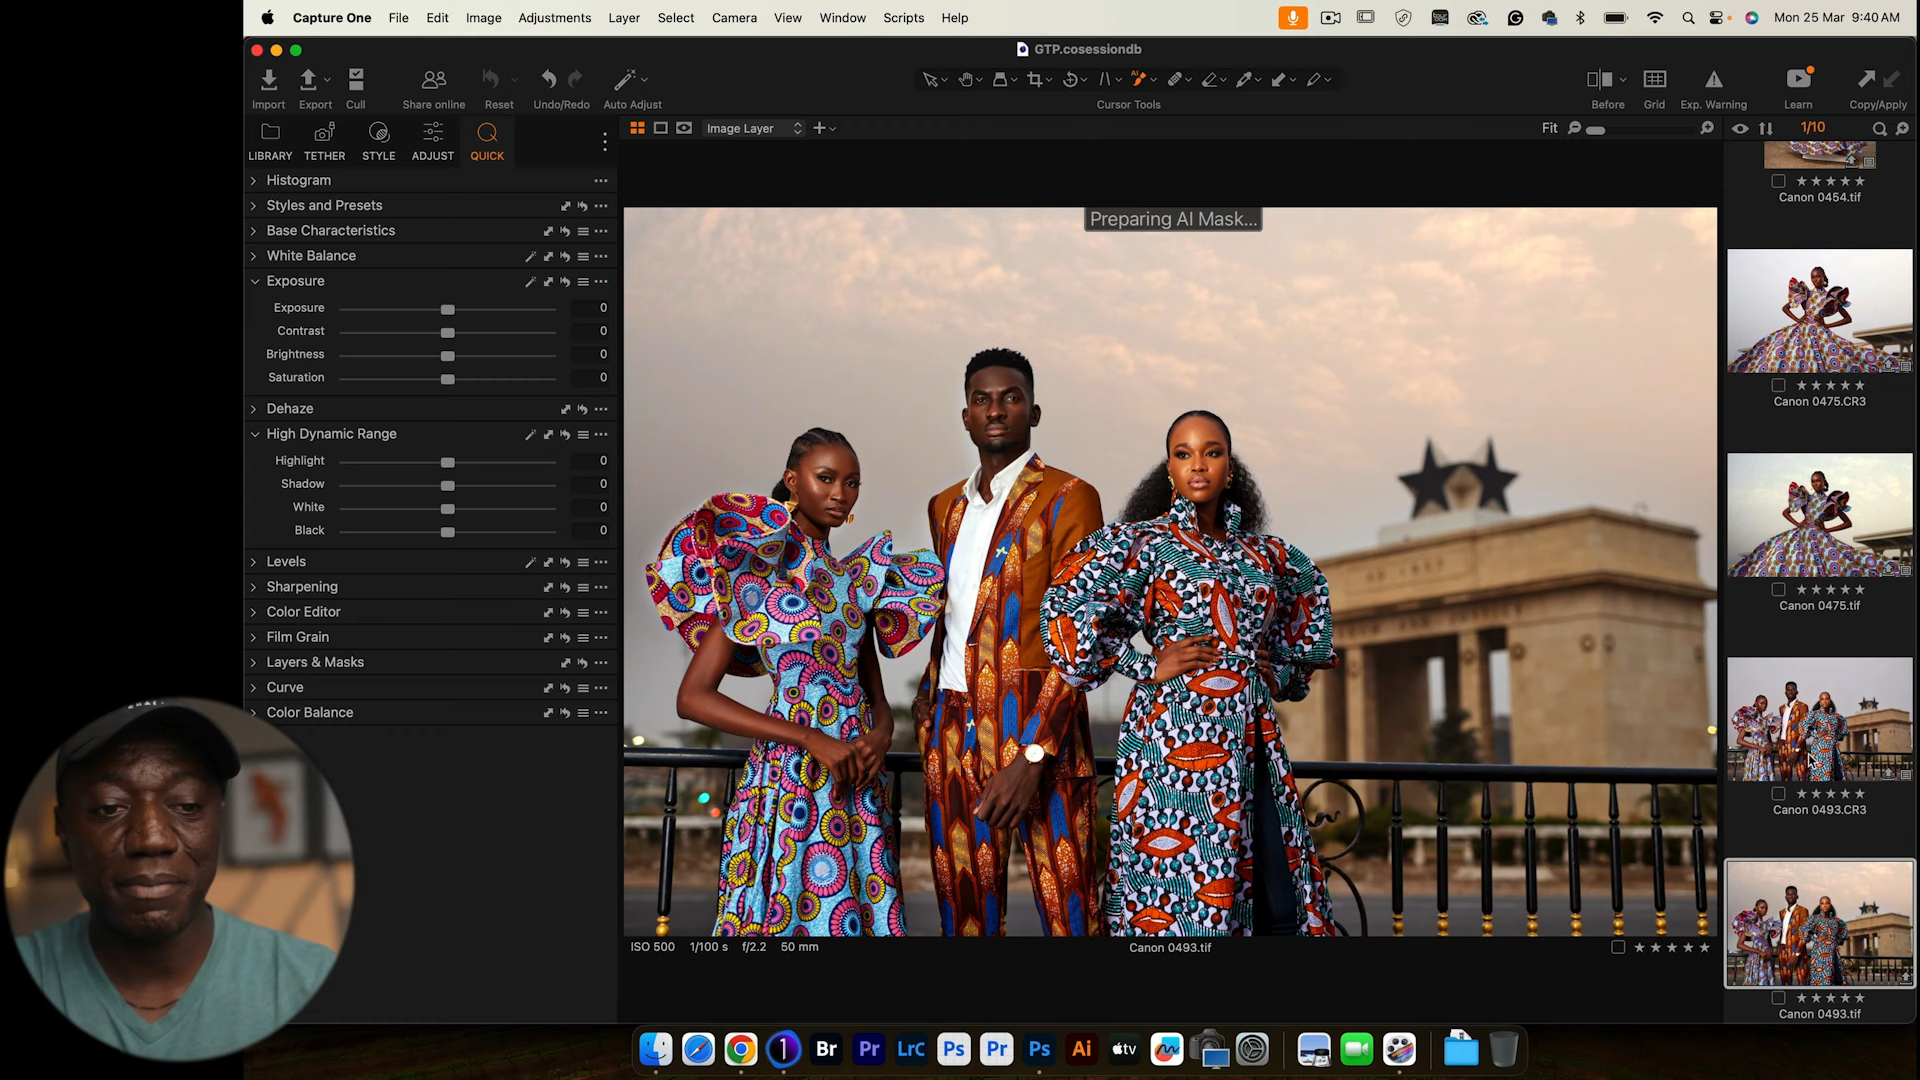 Capture One File Edit Image Adjustments Layer Select Camera View Window Scripts Help Mon 25 Mar 9:40 AM
GTP.cosessiondb
Import Export Cull Share online Reset Undo/Redo Auto Adjust Cursor Tools Before Grid Exp. Warning Learn Copy/Apply
LIBRARY TETHER STYLE ADJUST QUICK
Image Layer Fit 1/10
Histogram
Styles and Presets
Base Characteristics
White Balance
Exposure
Exposure 0
Contrast 0
Brightness 0
Saturation 0
Dehaze
High Dynamic Range
Highlight 0
Shadow 0
White 0
Black 0
Levels
Sharpening
Color Editor
Film Grain
Layers & Masks
Curve
Color Balance
Preparing AI Mask...
ISO 500 1/100 s f/2.2 50 mm Canon 0493.tif
Canon 0454.tif
Canon 0475.CR3
Canon 0475.tif
Canon 0493.CR3
Canon 0493.tif
1 Br Pr LrC Ps Pr Ps Ai tv